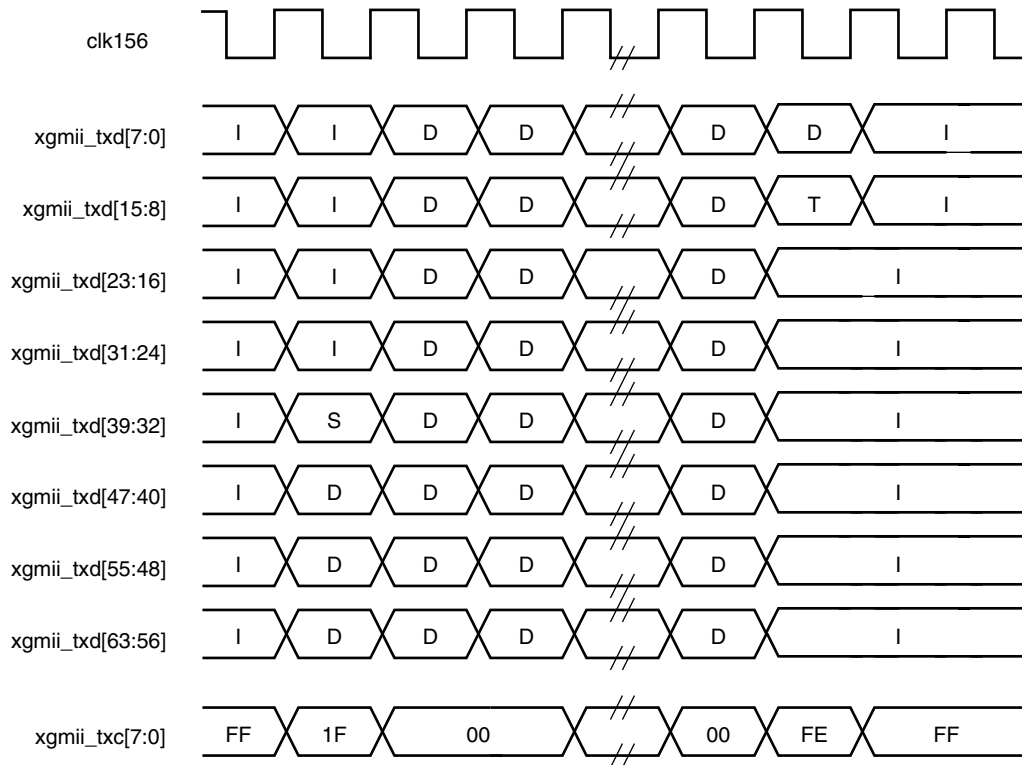 clk156
xgmii_txd[7:0] I I D D D D I
xgmii_txd[15:8] I I D D D T I
xgmii_txd[23:16] I I D D D I
xgmii_txd[31:24] I I D D D I
xgmii_txd[39:32] I S D D D I
xgmii_txd[47:40] I D D D D I
xgmii_txd[55:48] I D D D D I
xgmii_txd[63:56] I D D D D I
xgmii_txc[7:0] FF 1F 00 00 FE FF